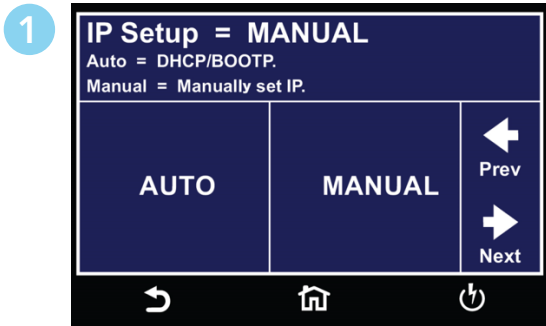 1
IP Setup = MANUAL
Auto = DHCP/BOOTP.
Manual = Manually set IP.
AUTO
MANUAL
Prev
Next